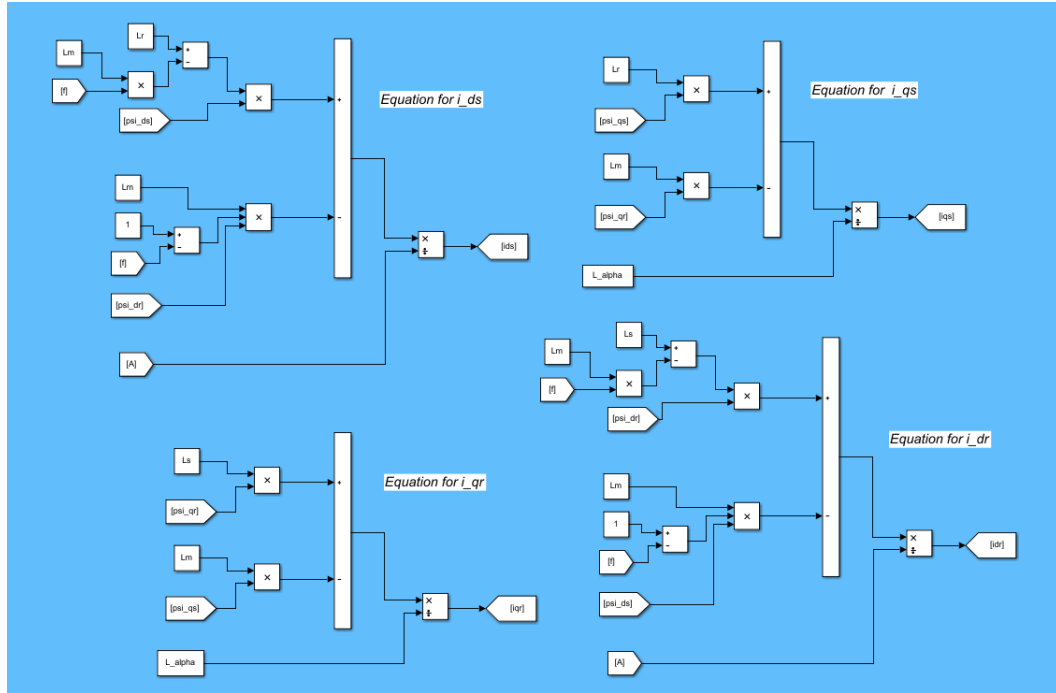 Lr
Lm
[f]
[psi_ds]
Equation for i_ds
Lm
1
[f]
[psi_dr]
[ids]
[A]
Lr
[psi_qs]
Equation for i_qs
Lm
[psi_qr]
[iqs]
L_alpha
Ls
[psi_qr]
Equation for i_qr
Lm
[psi_qs]
[iqr]
L_alpha
Ls
Lm
[f]
[psi_dr]
Equation for i_dr
Lm
1
[f]
[psi_ds]
[idr]
[A]